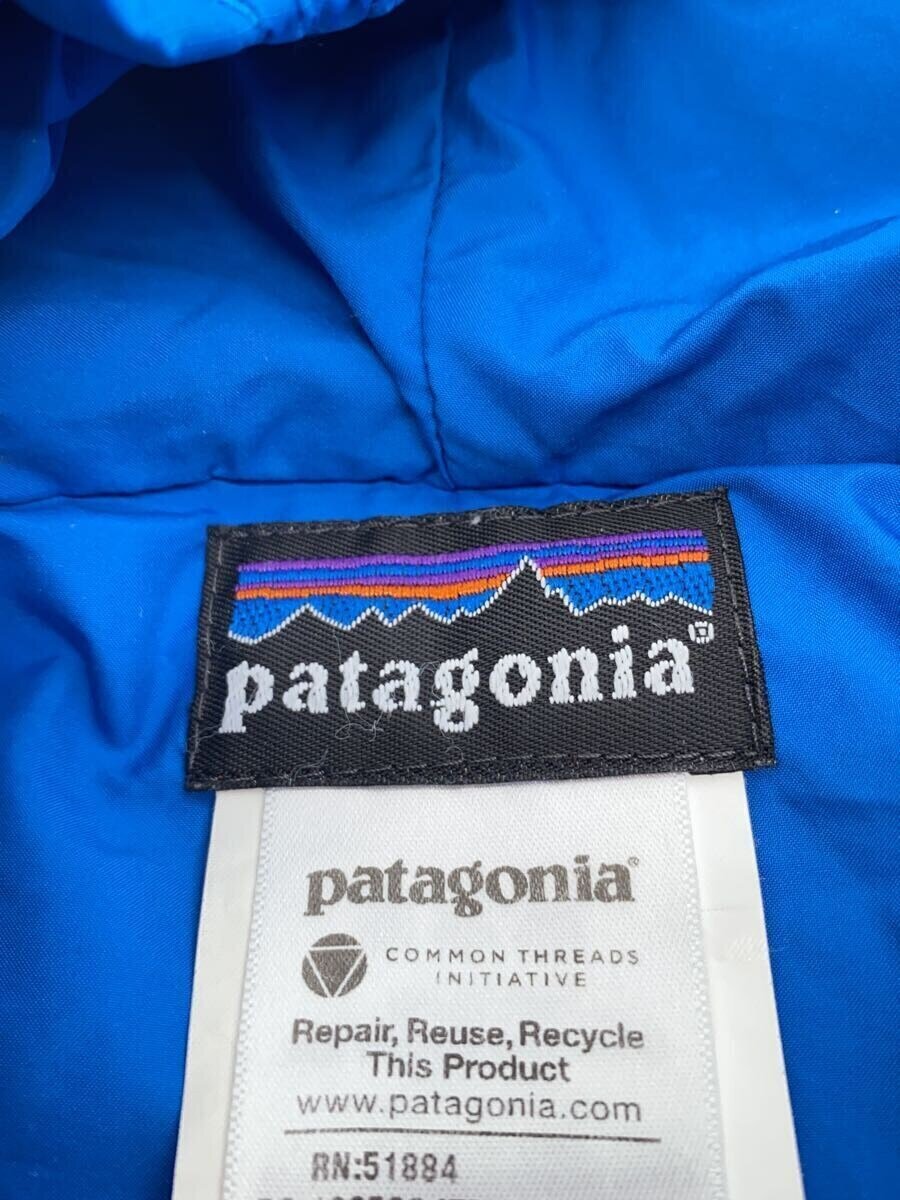 patagonia®
patagonia®
COMMON THREADS
INITIATIVE
Repair, Reuse, Recycle
This Product
www.patagonia.com
RN:51884